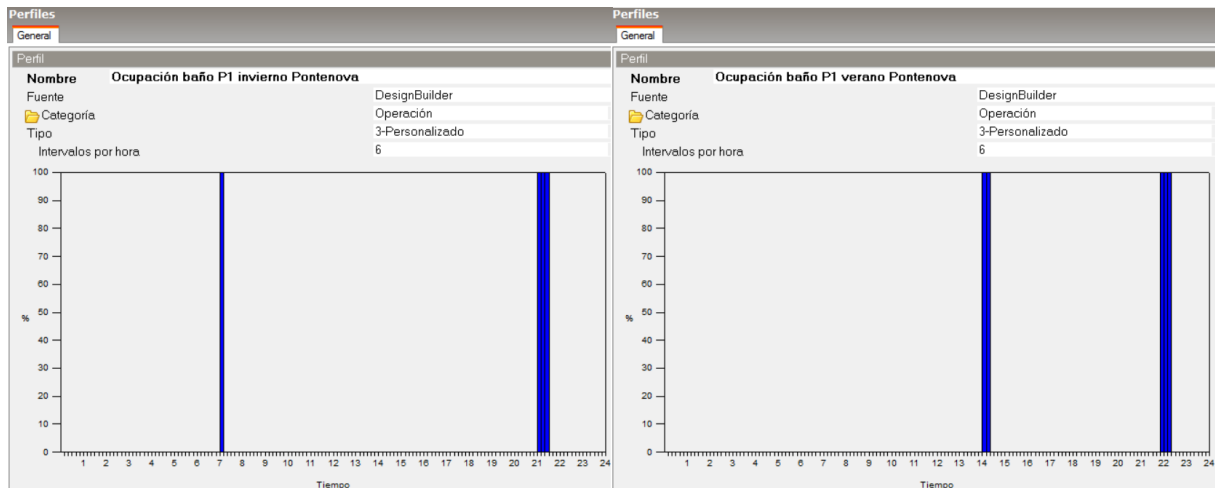 Perfiles
General
Perfil
Nombre Ocupación baño P1 invierno Pontenova
Fuente DesignBuilder
Categoría Operación
Tipo 3-Personalizado
Intervalos por hora 6
100
90
80
70
60
50
%
40
30
20
10
0
1 2 3 4 5 6 7 8 9 10 11 12 13 14 15 16 17 18 19 20 21 22 23 24
Tiempo
Perfiles
General
Perfil
Nombre Ocupación baño P1 verano Pontenova
Fuente DesignBuilder
Categoría Operación
Tipo 3-Personalizado
Intervalos por hora 6
100
90
80
70
60
50
%
40
30
20
10
0
1 2 3 4 5 6 7 8 9 10 11 12 13 14 15 16 17 18 19 20 21 22 23 24
Tiempo